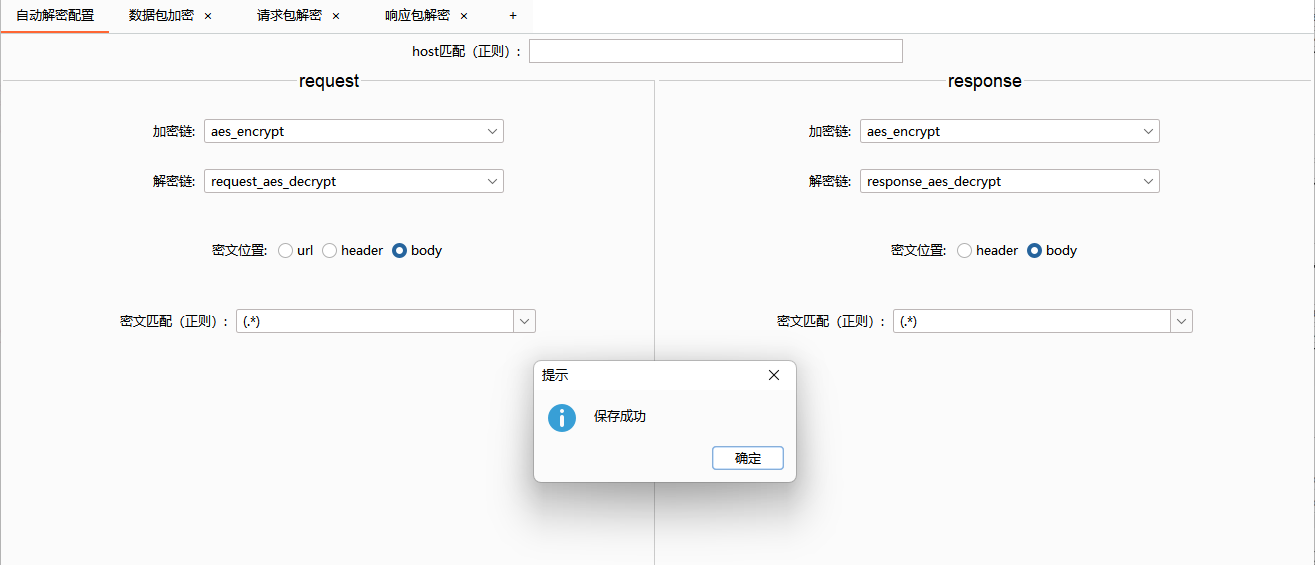 自动解密配置 数据包加密 × 请求包解密 × 响应包解密 × +
host匹配（正则）:
request
response
加密链: aes_encrypt
加密链: aes_encrypt
解密链: request_aes_decrypt
解密链: response_aes_decrypt
密文位置: url header body
密文位置: header body
密文匹配（正则）: (.*)
密文匹配（正则）: (.*)
提示
保存成功
确定